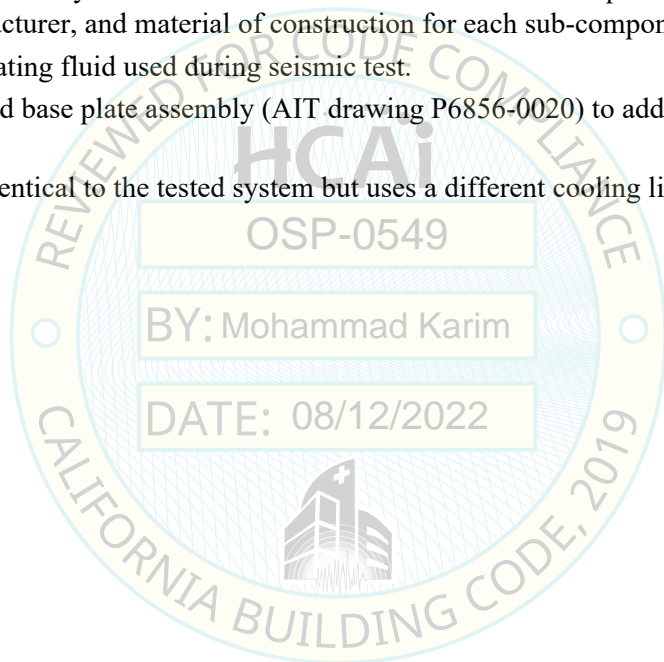 acturer, and material of construction for each sub-compon
ating fluid used during seismic test.
d base plate assembly (AIT drawing P6856-0020) to add
entical to the tested system but uses a different cooling li
REVIEWED FOR CODE COMPLIANCE
HCAi
OSP-0549
BY: Mohammad Karim
DATE: 08/12/2022
CALIFORNIA BUILDING CODE, 2019